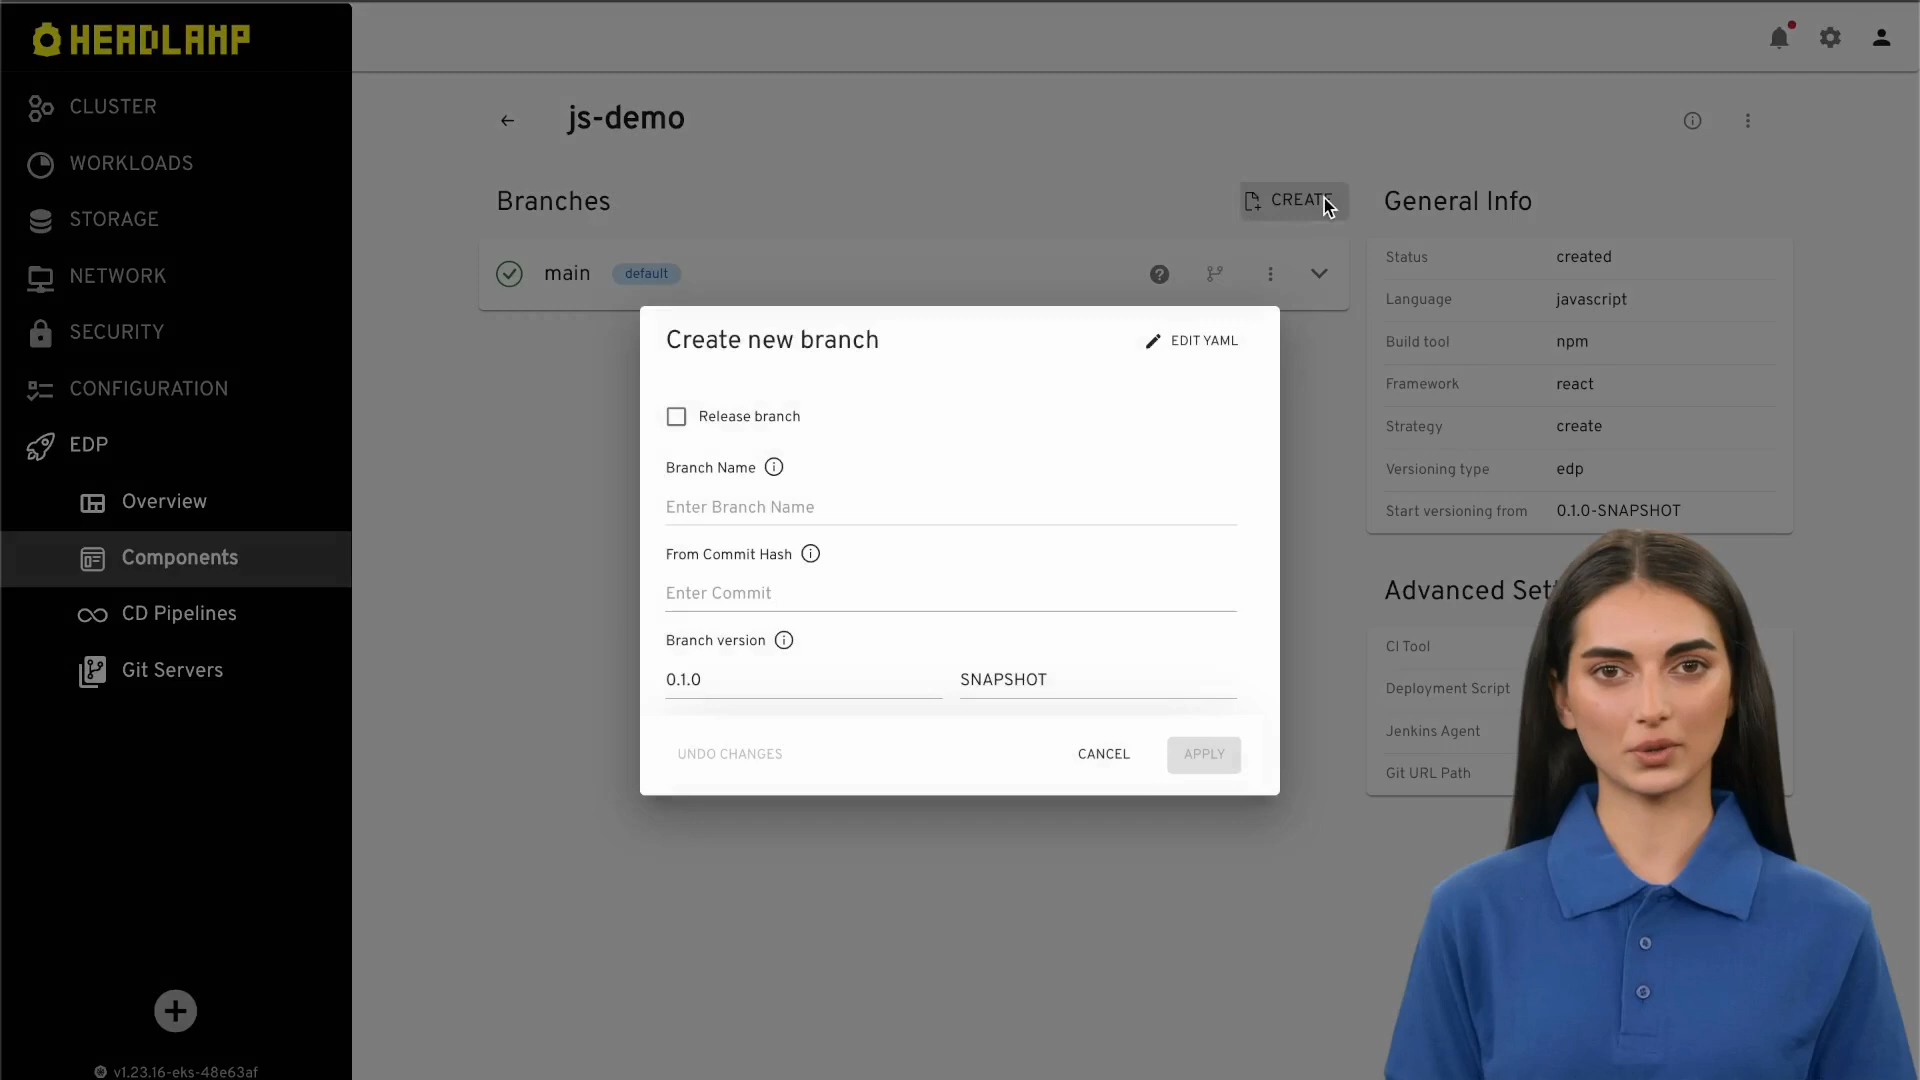 HEADLAMP
CLUSTER
WORKLOADS
STORAGE
NETWORK
SECURITY
CONFIGURATION
EDP
Overview
Components
CD Pipelines
Git Servers
v1.23.16-eks-48e63af
js-demo
Branches
CREATE
main default
Create new branch
EDIT YAML
Release branch
Branch Name
Enter Branch Name
From Commit Hash
Enter Commit
Branch version
0.1.0 SNAPSHOT
UNDO CHANGES CANCEL APPLY
General Info
Status created
Language javascript
Build tool npm
Framework react
Strategy create
Versioning type edp
Start versioning from 0.1.0-SNAPSHOT
Advanced Set
CI Tool
Deployment Script
Jenkins Agent
Git URL Path